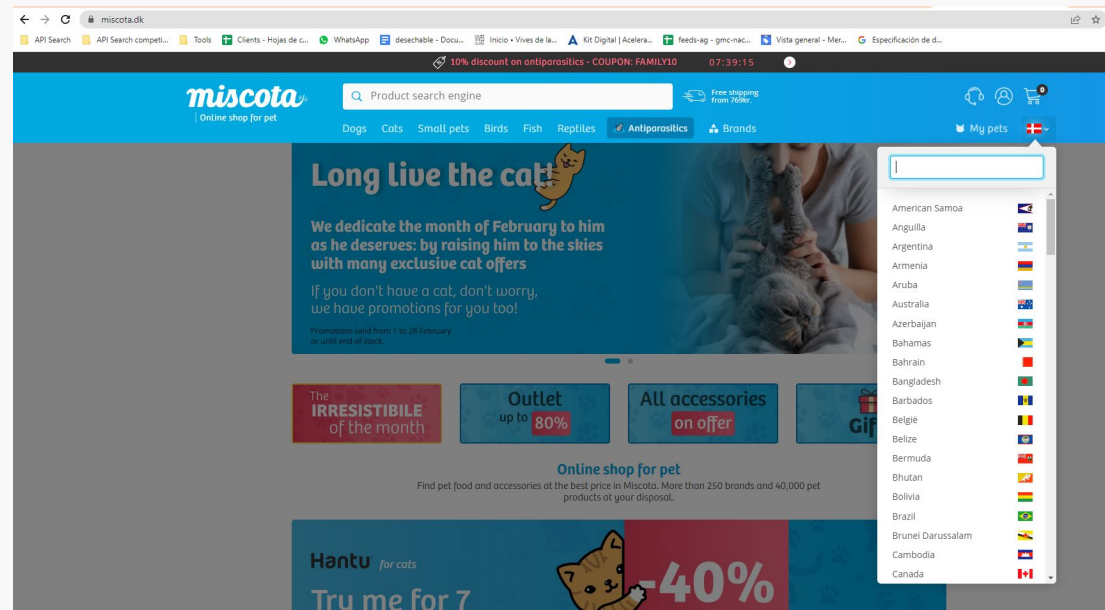 miscota.dk
API Search
API Search competi...
Tools
Clients - Hojas de c...
WhatsApp
desechable - Docu...
Inicio • Vives de la...
Kit Digital | Acelera...
feeds-ag - gmc-nac...
Vista general - Mer...
Especificación de d...
10% discount on antiparasitics - COUPON: FAMILY10 07:39:15
miscota
Online shop for pet
Product search engine
Free shipping
from 769kr.
0
Dogs Cats Small pets Birds Fish Reptiles Antiparasitics Brands
My pets
Long live the cat!
We dedicate the month of February to him
as he deserves: by raising him to the skies
with many exclusive cat offers
If you don't have a cat, don't worry,
we have promotions for you too!
Promotions valid from 1 to 28 February
or until end of stock.
American Samoa
Anguilla
Argentina
Armenia
Aruba
Australia
Azerbaijan
Bahamas
Bahrain
Bangladesh
Barbados
België
Belize
Bermuda
Bhutan
Bolivia
Brazil
Brunei Darussalam
Cambodia
Canada
The
IRRESISTIBLE
of the month
Outlet
up to 80%
All accessories
on offer
Gif
Online shop for pet
Find pet food and accessories at the best price in Miscota. More than 250 brands and 40,000 pet
products at your disposal.
Hantu for cats
Try me for 7
-40%